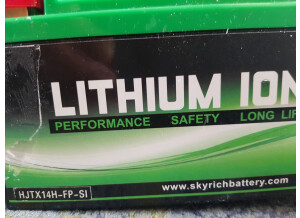 LITHIUM ION
PERFORMANCE SAFETY LONG LIF
HJTX14H-FP-SI
www.skyrichbattery.com